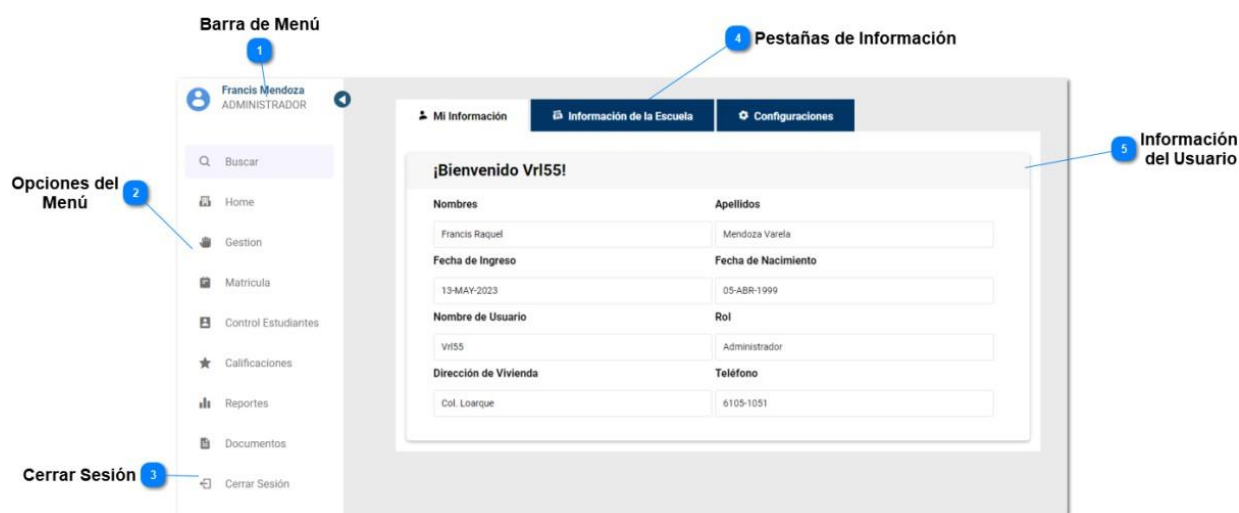 Barra de Menú
1
4 Pestañas de Información
Francis Mendoza
ADMINISTRADOR
Mi Información
Información de la Escuela
Configuraciones
5 Información
del Usuario
Buscar
¡Bienvenido Vrl55!
Opciones del
Menú
2
Home
Nombres
Apellidos
Francis Raquel
Mendoza Varela
Gestion
Fecha de Ingreso
Fecha de Nacimiento
Matricula
13-MAY-2023
05-ABR-1999
Nombre de Usuario
Rol
Control Estudiantes
Vrl55
Administrador
Calificaciones
Dirección de Vivienda
Teléfono
Reportes
Col. Loarque
6105-1051
Documentos
Cerrar Sesión 3
Cerrar Sesión